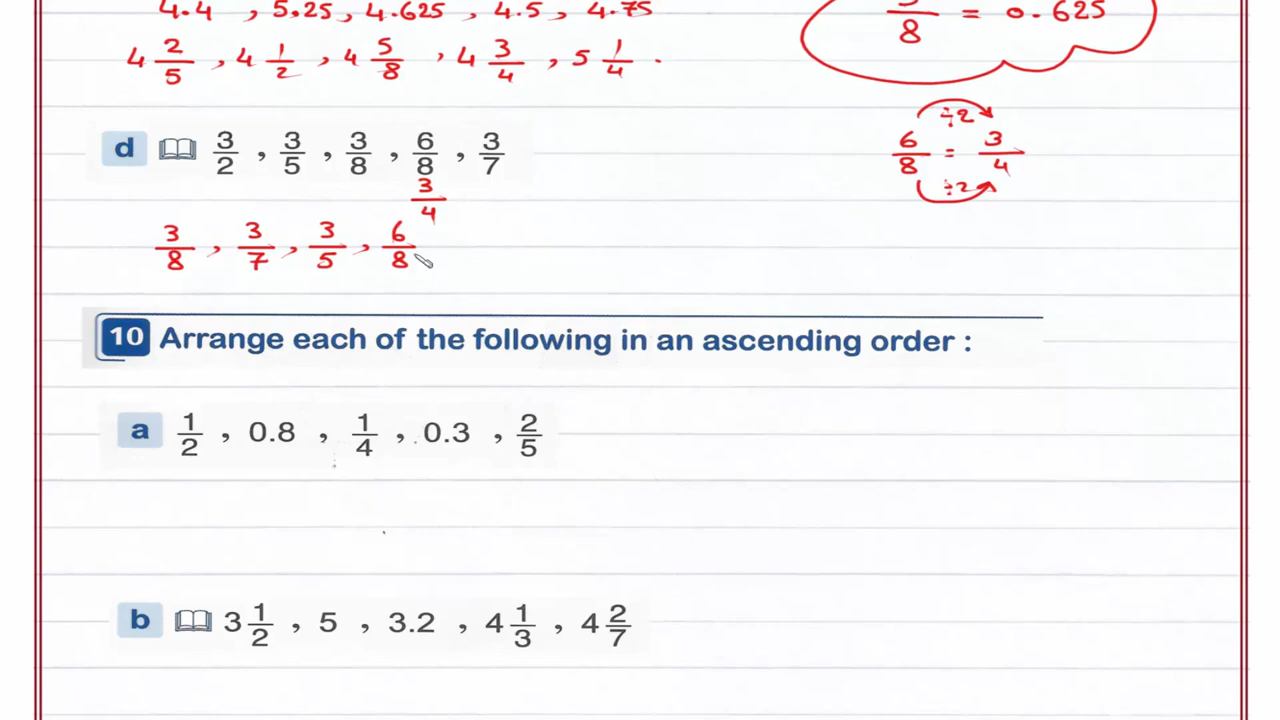 4.4 , 5.25 , 4.625 , 4.5 , 4.75
5/8 = 0.625
4 2/5 , 4 1/2 , 4 5/8 , 4 3/4 , 5 1/4 .
÷2
d 3/2 , 3/5 , 3/8 , 6/8 , 3/7
6/8 = 3/4
÷2
3/4
3/8 , 3/7 , 3/5 , 6/8
10 Arrange each of the following in an ascending order :
a 1/2 , 0.8 , 1/4 , 0.3 , 2/5
b 3 1/2 , 5 , 3.2 , 4 1/3 , 4 2/7